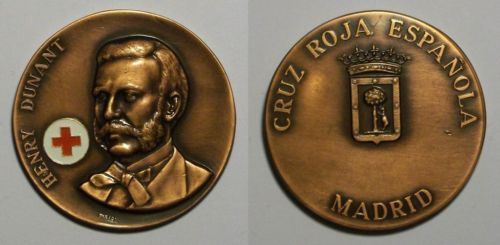 HENRY DUNANT
CRUZ ROJA ESPAÑOLA
MADRID